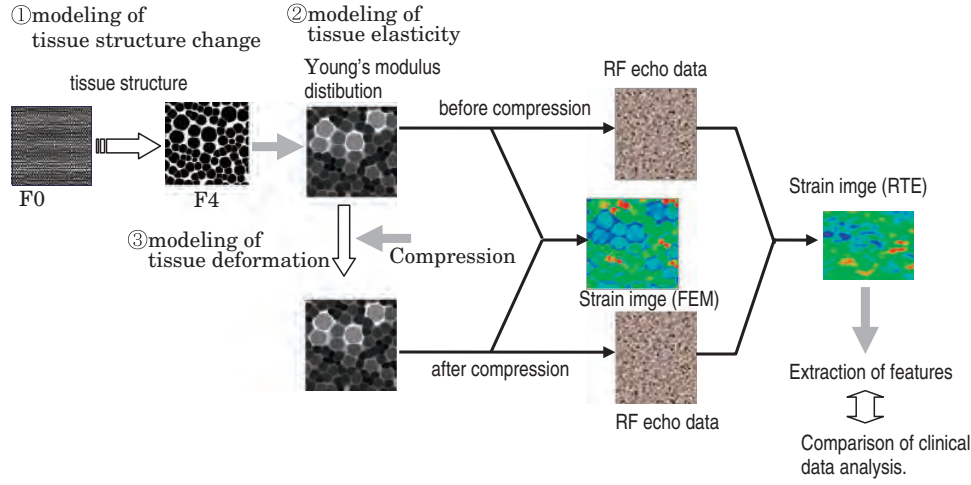 ①modeling of
tissue structure change
②modeling of
tissue elasticity
tissue structure
Young's modulus
distibution
RF echo data
before compression
F0
F4
Strain imge (RTE)
③modeling of
tissue deformation
Compression
Strain imge (FEM)
after compression
Extraction of features
RF echo data
Comparison of clinical
data analysis.